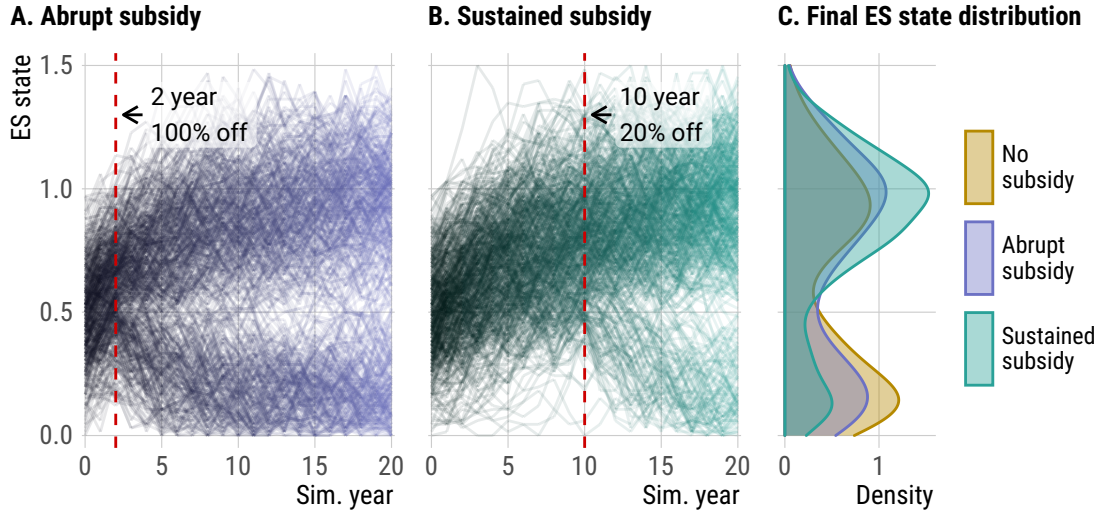 A. Abrupt subsidy
B. Sustained subsidy
C. Final ES state distribution
ES state
1.5
1.0
0.5
0.0
2 year
100% off
10 year
20% off
0
5
10
15
20
Sim. year
0
5
10
15
20
Sim. year
0
1
Density
No
subsidy
Abrupt
subsidy
Sustained
subsidy